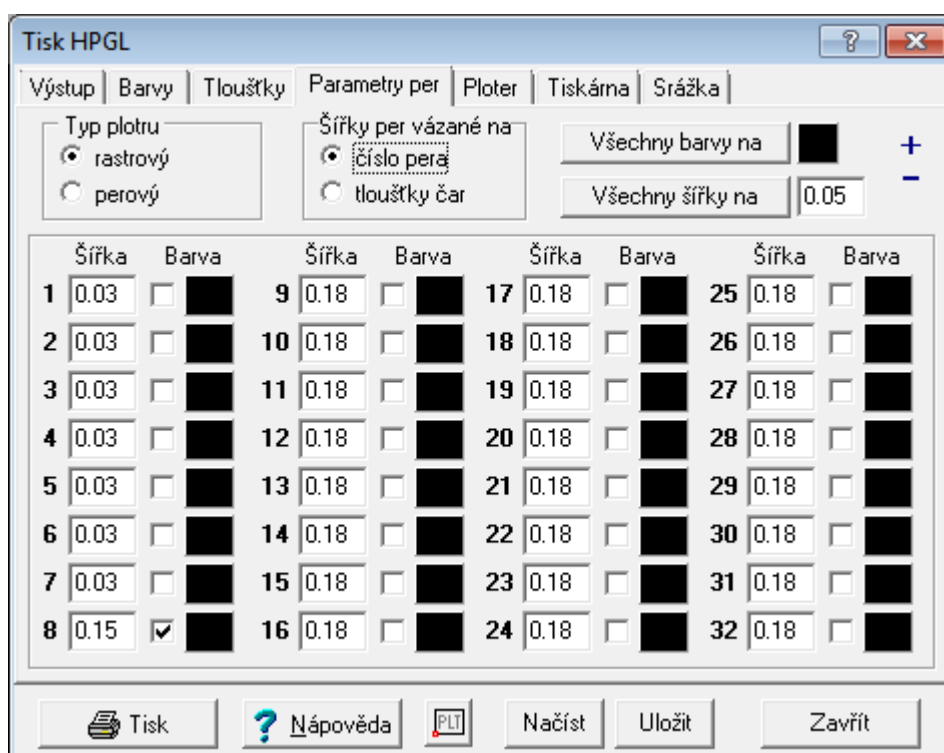 Tisk HPGL
Výstup Barvy Tloušťky Parametry per Ploter Tiskárna Srážka
Typ plotru Šířky per vázané na
rastrový číslo pera Všechny barvy na
perový tloušťky čar Všechny šířky na 0.05
Šířka Barva Šířka Barva Šířka Barva Šířka Barva
1 0.03 9 0.18 17 0.18 25 0.18
2 0.03 10 0.18 18 0.18 26 0.18
3 0.03 11 0.18 19 0.18 27 0.18
4 0.03 12 0.18 20 0.18 28 0.18
5 0.03 13 0.18 21 0.18 29 0.18
6 0.03 14 0.18 22 0.18 30 0.18
7 0.03 15 0.18 23 0.18 31 0.18
8 0.15 16 0.18 24 0.18 32 0.18
Tisk Nápověda PLT Načíst Uložit Zavřít